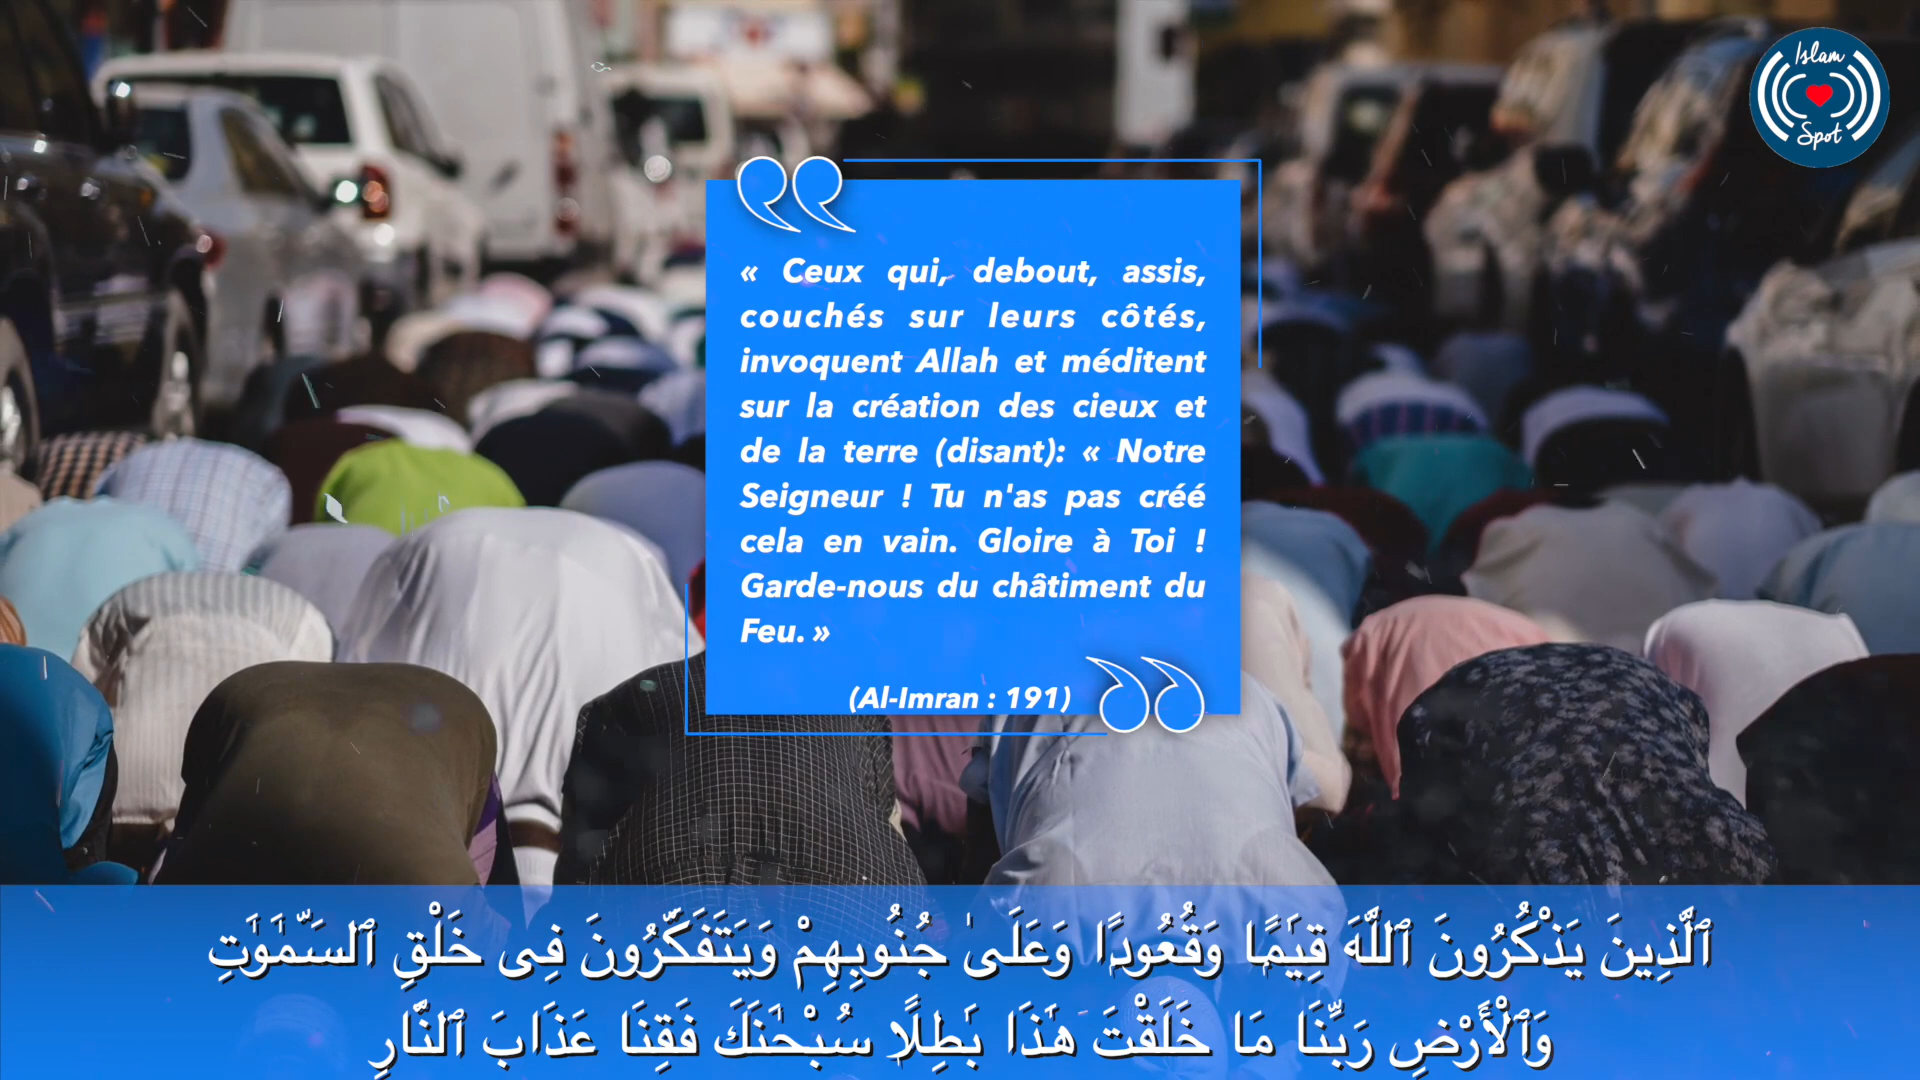 Islam
Spot
« Ceux qui, debout, assis,
couchés sur leurs côtés,
invoquent Allah et méditent
sur la création des cieux et
de la terre (disant): « Notre
Seigneur ! Tu n'as pas créé
cela en vain. Gloire à Toi !
Garde-nous du châtiment du
Feu. »
(Al-Imran : 191)
ٱلَّذِينَ يَذْكُرُونَ ٱللَّهَ قِيَٰمًا وَقُعُودًا وَعَلَىٰ جُنُوبِهِمْ وَيَتَفَكَّرُونَ فِى خَلْقِ ٱلسَّمَٰوَٰتِ
وَٱلْأَرْضِ رَبَّنَا مَا خَلَقْتَ هَٰذَا بَٰطِلًا سُبْحَٰنَكَ فَقِنَا عَذَابَ ٱلنَّارِ